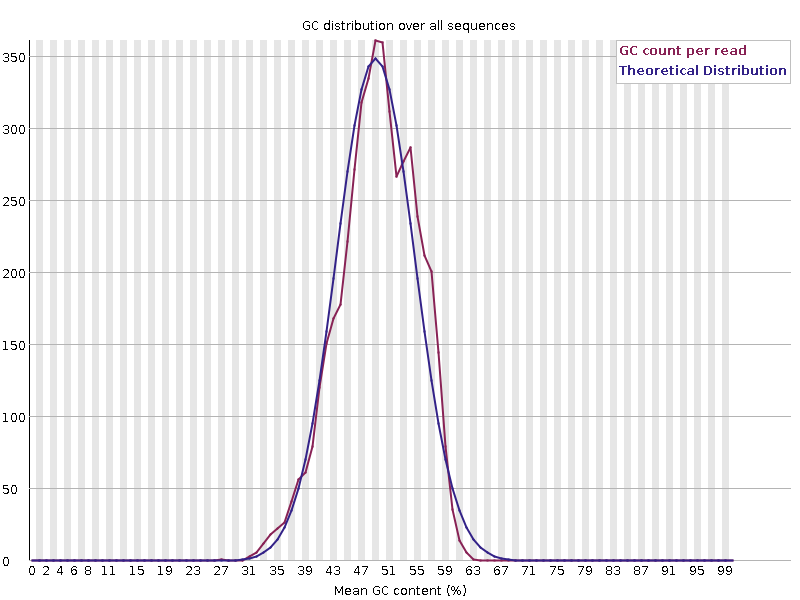 GC distribution over all sequences
GC count per read
Theoretical Distribution
350
300
250
200
150
100
50
0
0 2 4 6 8 11 15 19 23 27 31 35 39 43 47 51 55 59 63 67 71 75 79 83 87 91 95 99
Mean GC content (%)